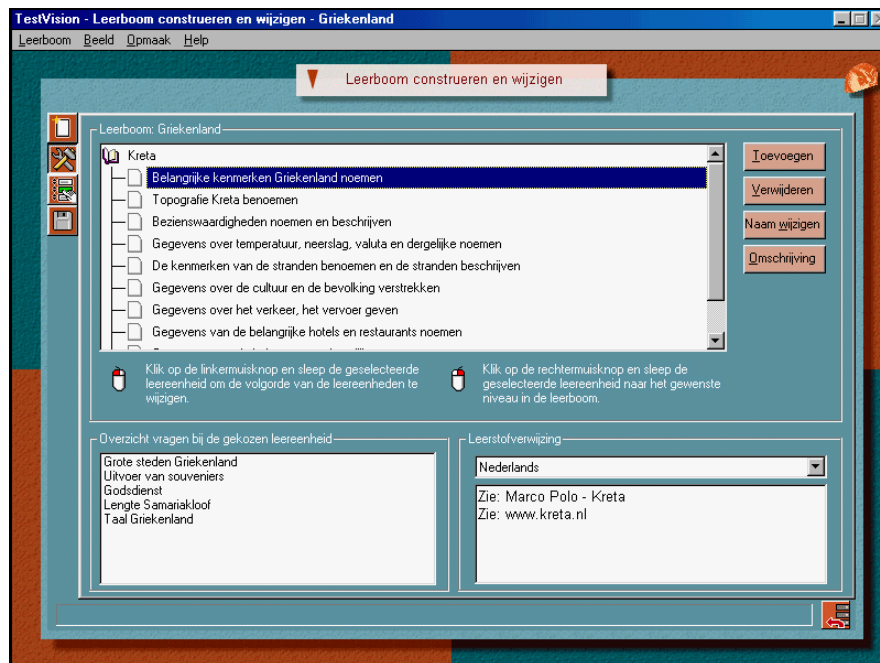 TestVision - Leerboom construeren en wijzigen - Griekenland
Leerboom Beeld Opmaak Help
Leerboom construeren en wijzigen
Leerboom: Griekenland
Kreta
Belangrijke kenmerken Griekenland noemen
Topografie Kreta benoemen
Bezienswaardigheden noemen en beschrijven
Gegevens over temperatuur, neerslag, valuta en dergelijke noemen
De kenmerken van de stranden benoemen en de stranden beschrijven
Gegevens over de cultuur en de bevolking verstrekken
Gegevens over het verkeer, het vervoer geven
Gegevens van de belangrijke hotels en restaurants noemen
Toevoegen
Verwijderen
Naam wijzigen
Omschrijving
Klik op de linkermuisknop en sleep de geselecteerde
leereenheid om de volgorde van de leereenheden te
wijzigen.
Klik op de rechtermuisknop en sleep de
geselecteerde leereenheid naar het gewenste
niveau in de leerboom.
Overzicht vragen bij de gekozen leereenheid
Grote steden Griekenland
Uitvoer van souveniers
Godsdienst
Lengte Samariakloof
Taal Griekenland
Leerstofverwijzing
Nederlands
Zie: Marco Polo - Kreta
Zie: www.kreta.nl